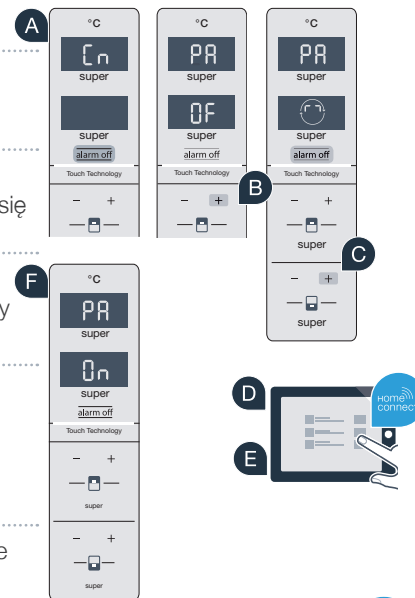 A
°C
Cn
super
super
alarm off
Touch Technology
- +
°C
PA
super
OF
super
alarm off
Touch Technology
- +
B
°C
PA
super
super
alarm off
Touch Technology
- +
super
C
- +
super
się
y
e
F
°C
PA
super
On
super
alarm off
Touch Technology
- +
super
- +
super
D
E
HOME
CONNECT